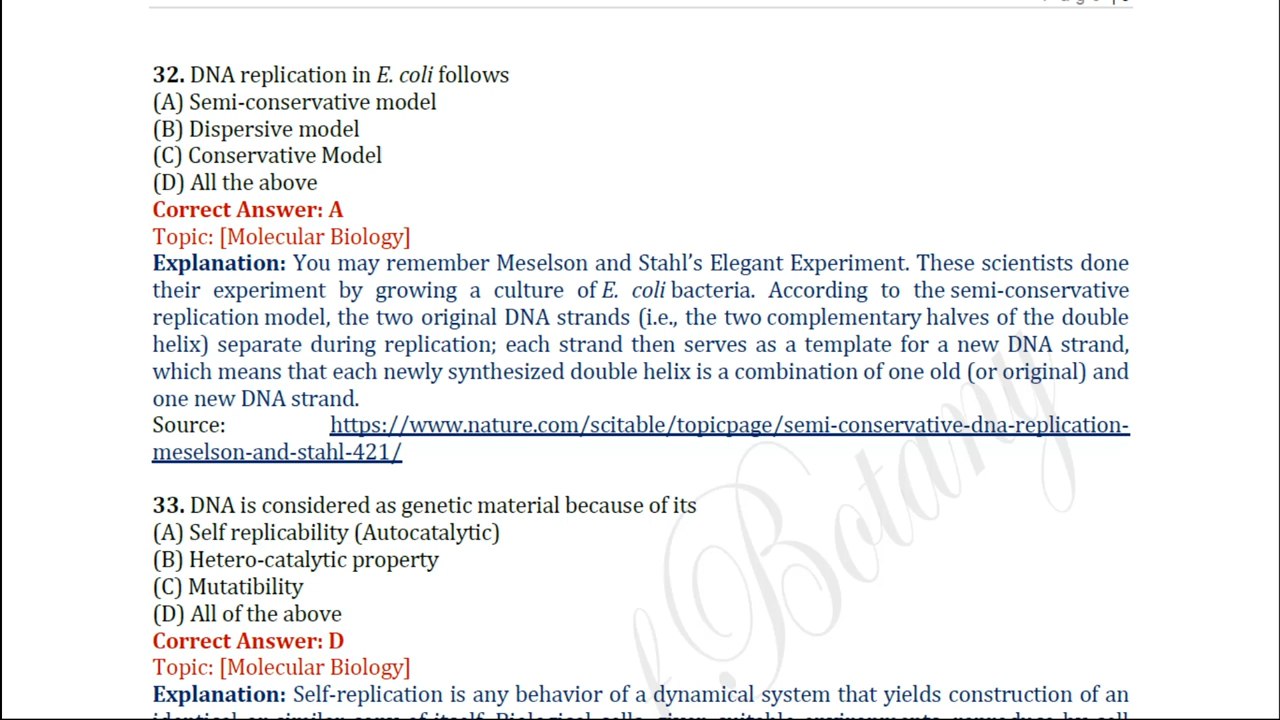 32. DNA replication in E. coli follows
(A) Semi-conservative model
(B) Dispersive model
(C) Conservative Model
(D) All the above
Correct Answer: A
Topic: [Molecular Biology]
Explanation: You may remember Meselson and Stahl’s Elegant Experiment. These scientists done
their experiment by growing a culture of E. coli bacteria. According to the semi-conservative
replication model, the two original DNA strands (i.e., the two complementary halves of the double
helix) separate during replication; each strand then serves as a template for a new DNA strand,
which means that each newly synthesized double helix is a combination of one old (or original) and
one new DNA strand.
Source: https://www.nature.com/scitable/topicpage/semi-conservative-dna-replication-
meselson-and-stahl-421/
33. DNA is considered as genetic material because of its
(A) Self replicability (Autocatalytic)
(B) Hetero-catalytic property
(C) Mutatibility
(D) All of the above
Correct Answer: D
Topic: [Molecular Biology]
Explanation: Self-replication is any behavior of a dynamical system that yields construction of an
Botany